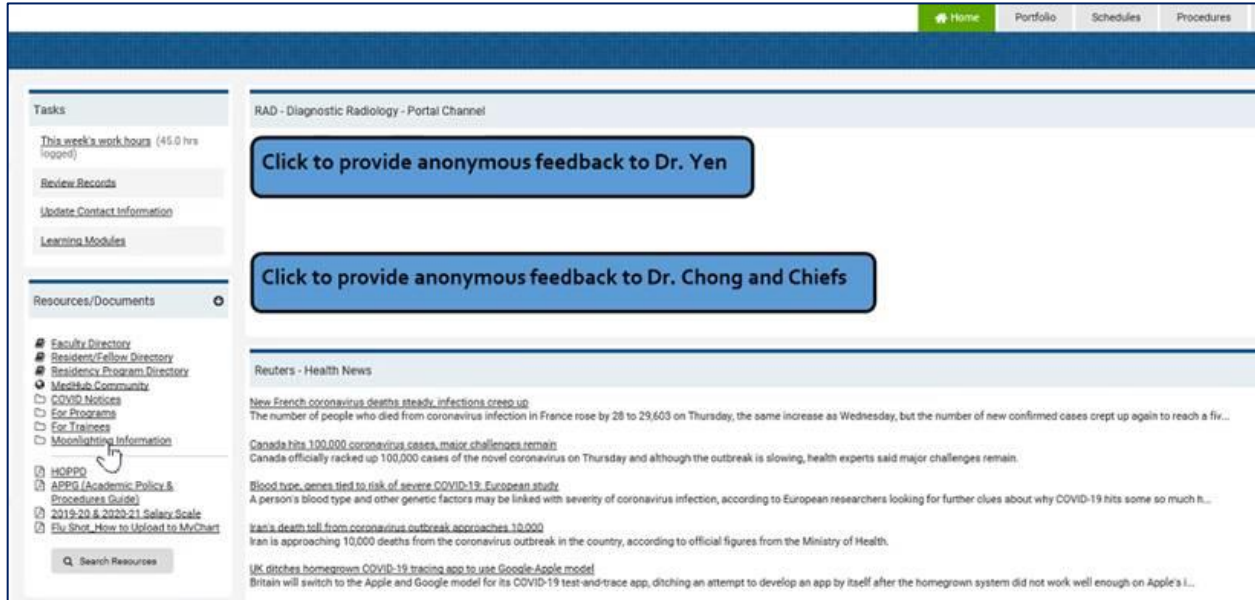 Home
Portfolio
Schedules
Procedures
Tasks
This week's work hours (45.0 hrs
logged)
Review Records
Update Contact Information
Learning Modules
Resources/Documents
Faculty Directory
Resident/Fellow Directory
Residency Program Directory
MedHub Community
COVID Notices
For Programs
For Trainees
Moonlighting Information
HOPPD
APPG (Academic Policy &
Procedures Guide)
2019-20 & 2020-21 Salary Scale
Flu Shot_How to Upload to MyChart
Search Resources
RAD - Diagnostic Radiology - Portal Channel
Click to provide anonymous feedback to Dr. Yen
Click to provide anonymous feedback to Dr. Chong and Chiefs
Reuters - Health News
New French coronavirus deaths steady, infections creep up
The number of people who died from coronavirus infection in France rose by 28 to 29,603 on Thursday, the same increase as Wednesday, but the number of new confirmed cases crept up again to reach a fiv...
Canada hits 100,000 coronavirus cases, major challenges remain
Canada officially racked up 100,000 cases of the novel coronavirus on Thursday and although the outbreak is slowing, health experts said major challenges remain.
Blood type, genes tied to risk of severe COVID-19: European study
A person's blood type and other genetic factors may be linked with severity of coronavirus infection, according to European researchers looking for further clues about why COVID-19 hits some so much h...
Iran's death toll from coronavirus outbreak approaches 10,000
Iran is approaching 10,000 deaths from the coronavirus outbreak in the country, according to official figures from the Ministry of Health.
UK ditches homegrown COVID-19 tracing app to use Google-Apple model
Britain will switch to the Apple and Google model for its COVID-19 test-and-trace app, ditching an attempt to develop an app by itself after the homegrown system did not work well enough on Apple's i...